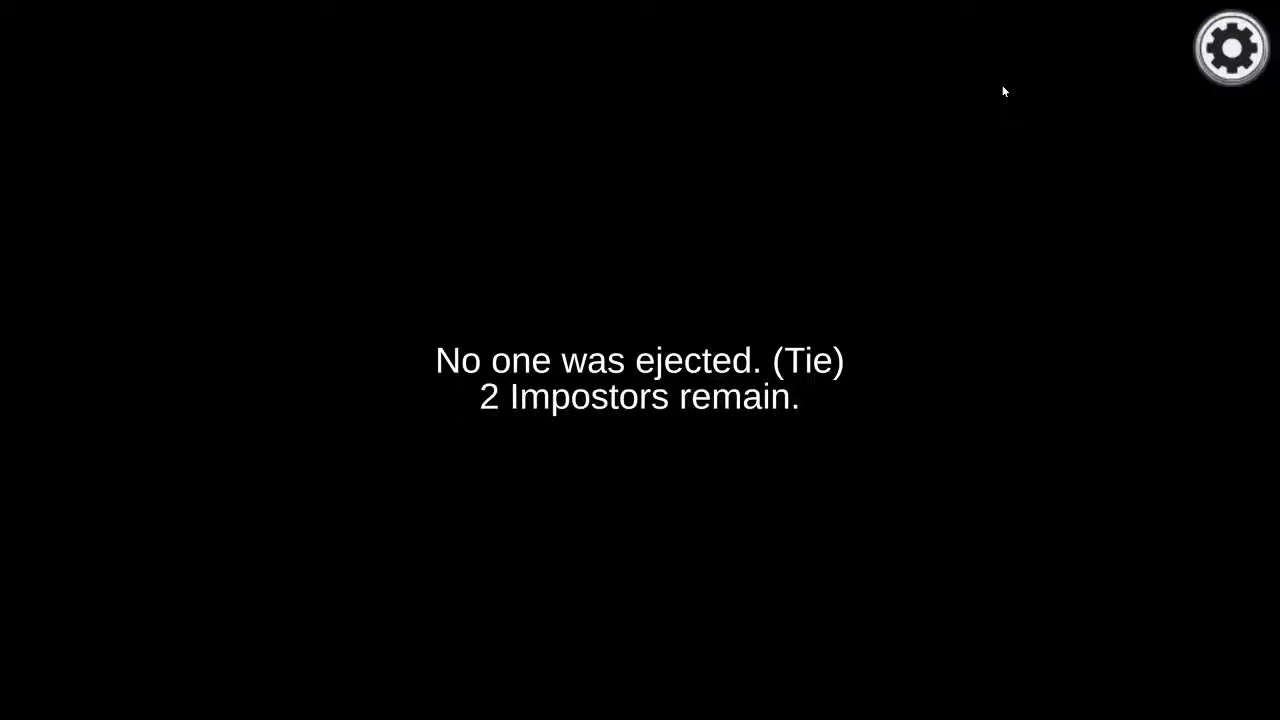 No one was ejected. (Tie)
2 Impostors remain.